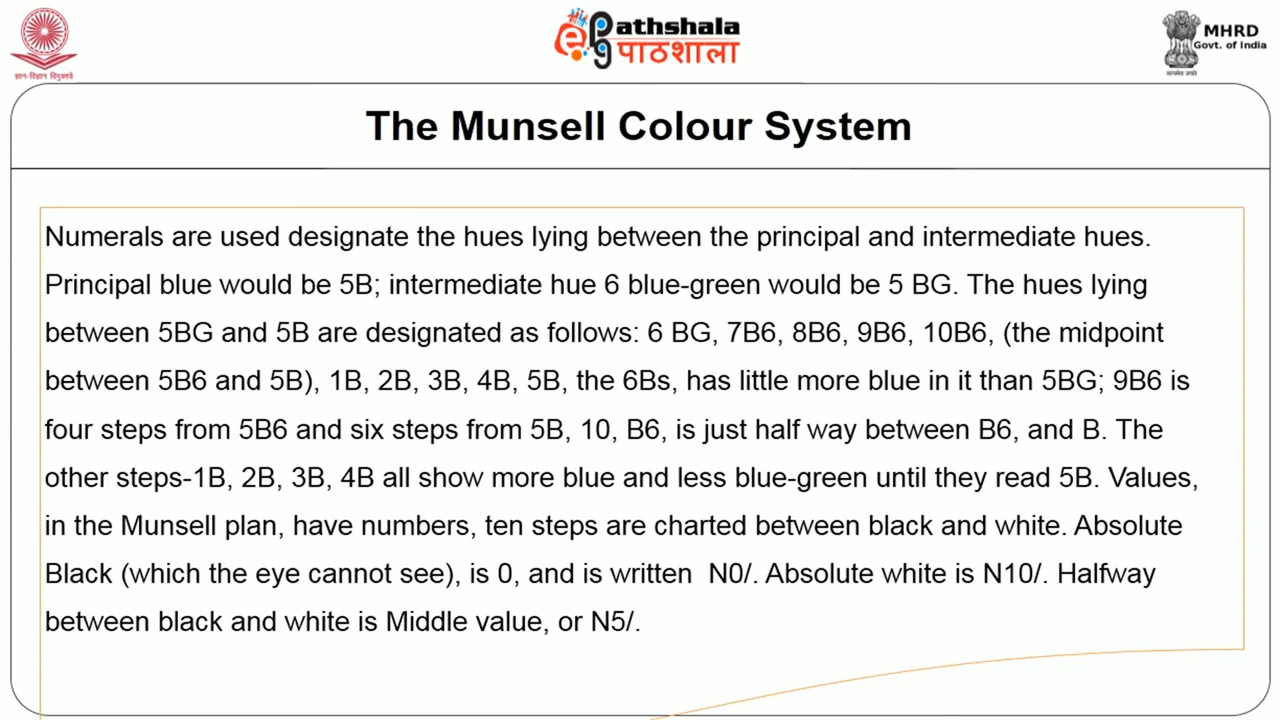 ज्ञान-विज्ञान विमुक्तये
ePathshala
पाठशाला
MHRD
Govt. of India
सत्यमेव जयते
The Munsell Colour System
Numerals are used designate the hues lying between the principal and intermediate hues.
Principal blue would be 5B; intermediate hue 6 blue-green would be 5 BG. The hues lying
between 5BG and 5B are designated as follows: 6 BG, 7B6, 8B6, 9B6, 10B6, (the midpoint
between 5B6 and 5B), 1B, 2B, 3B, 4B, 5B, the 6Bs, has little more blue in it than 5BG; 9B6 is
four steps from 5B6 and six steps from 5B, 10, B6, is just half way between B6, and B. The
other steps-1B, 2B, 3B, 4B all show more blue and less blue-green until they read 5B. Values,
in the Munsell plan, have numbers, ten steps are charted between black and white. Absolute
Black (which the eye cannot see), is 0, and is written  N0/. Absolute white is N10/. Halfway
between black and white is Middle value, or N5/.